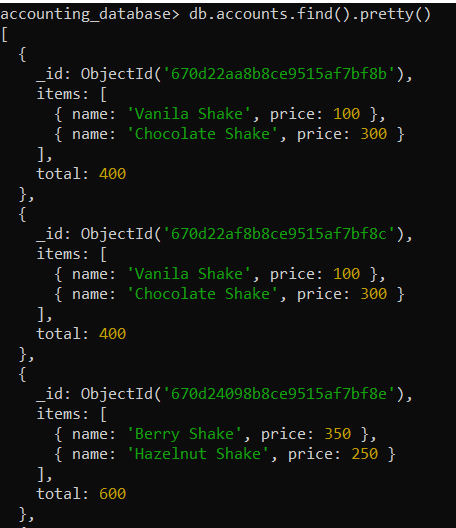 accounting_database> db.accounts.find().pretty()
[
  {
    _id: ObjectId('670d22aa8b8ce9515af7bf8b'),
    items: [
      { name: 'Vanila Shake', price: 100 },
      { name: 'Chocolate Shake', price: 300 }
    ],
    total: 400
  },
  {
    _id: ObjectId('670d22af8b8ce9515af7bf8c'),
    items: [
      { name: 'Vanila Shake', price: 100 },
      { name: 'Chocolate Shake', price: 300 }
    ],
    total: 400
  },
  {
    _id: ObjectId('670d24098b8ce9515af7bf8e'),
    items: [
      { name: 'Berry Shake', price: 350 },
      { name: 'Hazelnut Shake', price: 250 }
    ],
    total: 600
  },